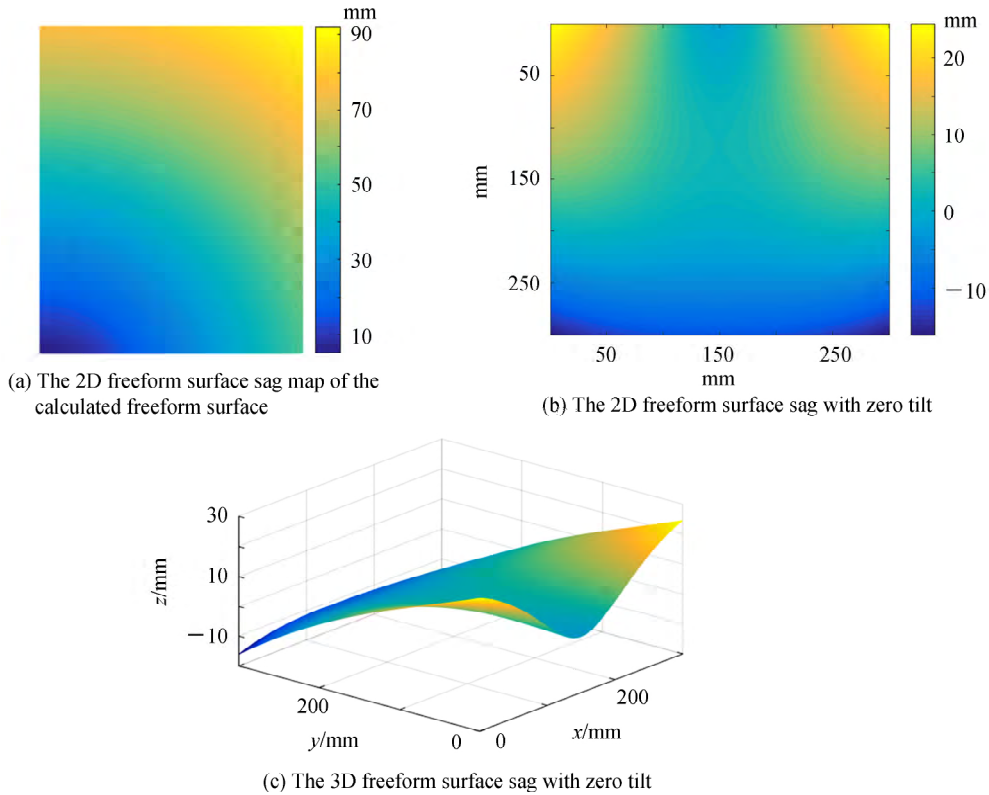 mm
90
70
50
30
10
(a) The 2D freeform surface sag map of the
calculated freeform surface
mm
50
150
250
mm
50
150
250
mm
20
10
0
－10
(b) The 2D freeform surface sag with zero tilt
30
10
－10
z/mm
200
0
y/mm
0
200
x/mm
(c) The 3D freeform surface sag with zero tilt